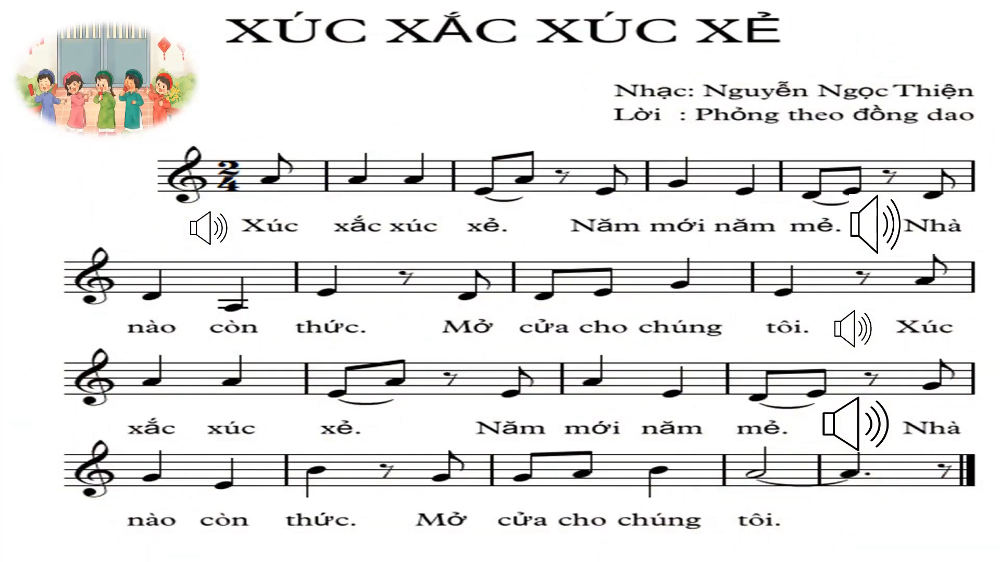 XÚC XẮC XÚC XẺ
Nhạc: Nguyễn Ngọc Thiện
Lời : Phỏng theo đồng dao
2
4
Xúc xắc xúc xẻ. Năm mới năm mẻ. Nhà
nào còn thức. Mở cửa cho chúng tôi. Xúc
xắc xúc xẻ. Năm mới năm mẻ. Nhà
nào còn thức. Mở cửa cho chúng tôi.